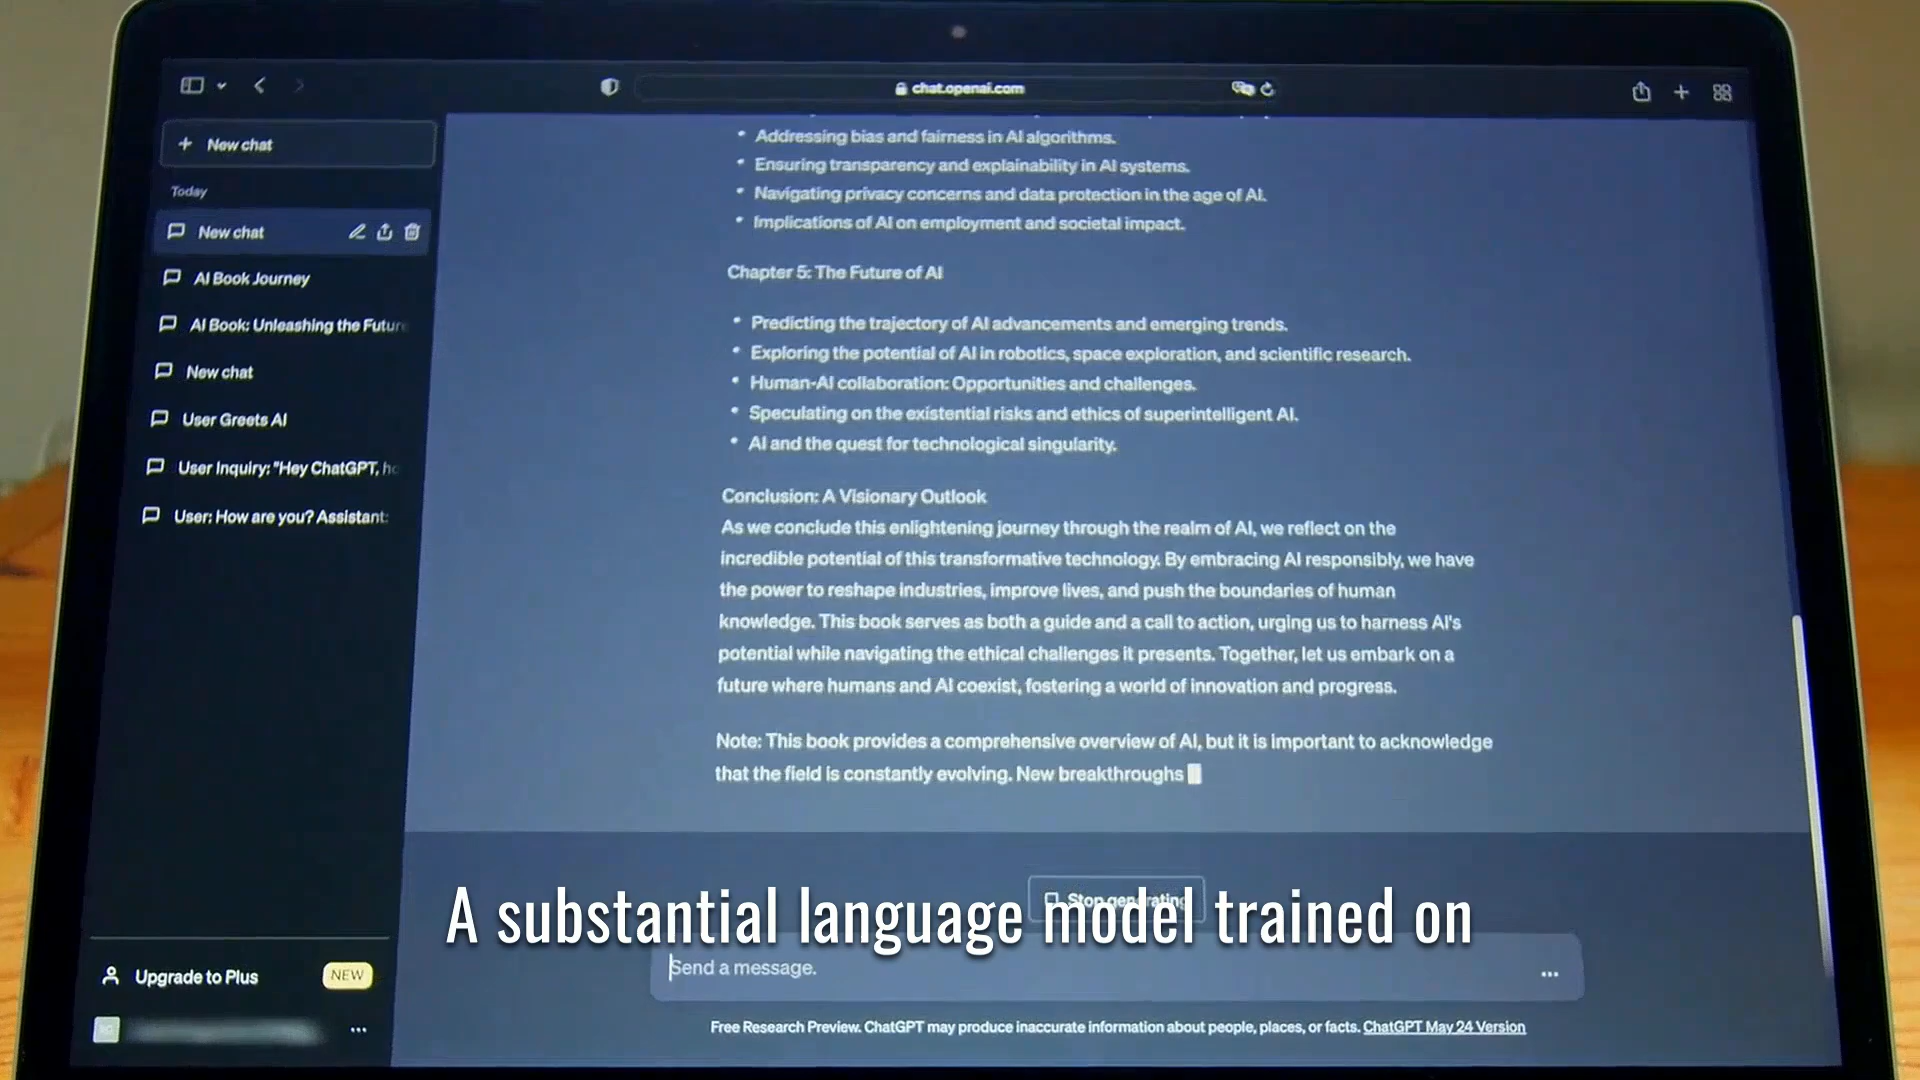 chat.openai.com
New chat
Today
New chat
AI Book Journey
AI Book: Unleashing the Future
New chat
User Greets AI
User Inquiry: "Hey ChatGPT, ho
User: How are you? Assistant:
Upgrade to Plus NEW
• Addressing bias and fairness in AI algorithms.
• Ensuring transparency and explainability in AI systems.
• Navigating privacy concerns and data protection in the age of AI.
• Implications of AI on employment and societal impact.
Chapter 5: The Future of AI
• Predicting the trajectory of AI advancements and emerging trends.
• Exploring the potential of AI in robotics, space exploration, and scientific research.
• Human-AI collaboration: Opportunities and challenges.
• Speculating on the existential risks and ethics of superintelligent AI.
• AI and the quest for technological singularity.
Conclusion: A Visionary Outlook
As we conclude this enlightening journey through the realm of AI, we reflect on the
incredible potential of this transformative technology. By embracing AI responsibly, we have
the power to reshape industries, improve lives, and push the boundaries of human
knowledge. This book serves as both a guide and a call to action, urging us to harness AI's
potential while navigating the ethical challenges it presents. Together, let us embark on a
future where humans and AI coexist, fostering a world of innovation and progress.
Note: This book provides a comprehensive overview of AI, but it is important to acknowledge
that the field is constantly evolving. New breakthroughs
Stop generating
A substantial language model trained on
Send a message.
Free Research Preview. ChatGPT may produce inaccurate information about people, places, or facts. ChatGPT May 24 Version